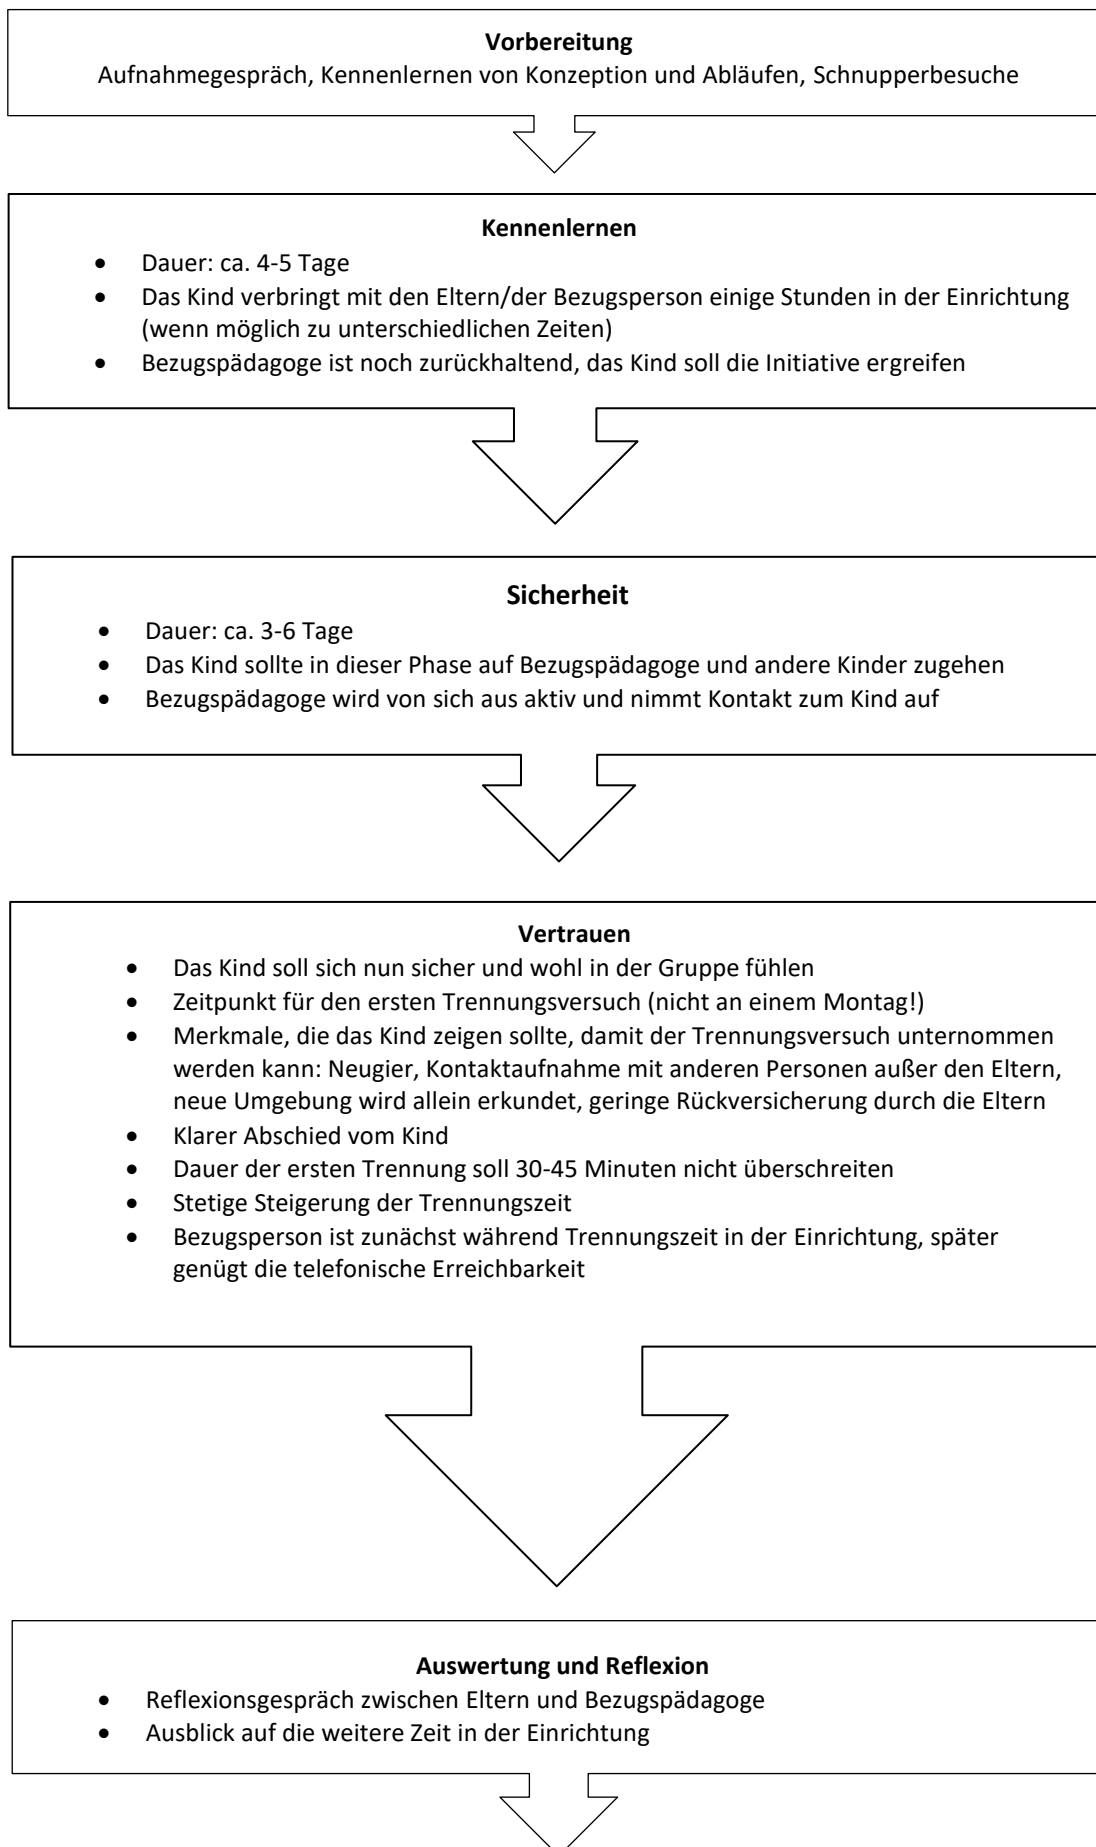 Vorbereitung
Aufnahmegespräch, Kennenlernen von Konzeption und Abläufen, Schnupperbesuche
Kennenlernen
• Dauer: ca. 4-5 Tage
• Das Kind verbringt mit den Eltern/der Bezugsperson einige Stunden in der Einrichtung
(wenn möglich zu unterschiedlichen Zeiten)
• Bezugspädagoge ist noch zurückhaltend, das Kind soll die Initiative ergreifen
Sicherheit
• Dauer: ca. 3-6 Tage
• Das Kind sollte in dieser Phase auf Bezugspädagoge und andere Kinder zugehen
• Bezugspädagoge wird von sich aus aktiv und nimmt Kontakt zum Kind auf
Vertrauen
• Das Kind soll sich nun sicher und wohl in der Gruppe fühlen
• Zeitpunkt für den ersten Trennungsversuch (nicht an einem Montag!)
• Merkmale, die das Kind zeigen sollte, damit der Trennungsversuch unternommen
werden kann: Neugier, Kontaktaufnahme mit anderen Personen außer den Eltern,
neue Umgebung wird allein erkundet, geringe Rückversicherung durch die Eltern
• Klarer Abschied vom Kind
• Dauer der ersten Trennung soll 30-45 Minuten nicht überschreiten
• Stetige Steigerung der Trennungszeit
• Bezugsperson ist zunächst während Trennungszeit in der Einrichtung, später
genügt die telefonische Erreichbarkeit
Auswertung und Reflexion
• Reflexionsgespräch zwischen Eltern und Bezugspädagoge
• Ausblick auf die weitere Zeit in der Einrichtung